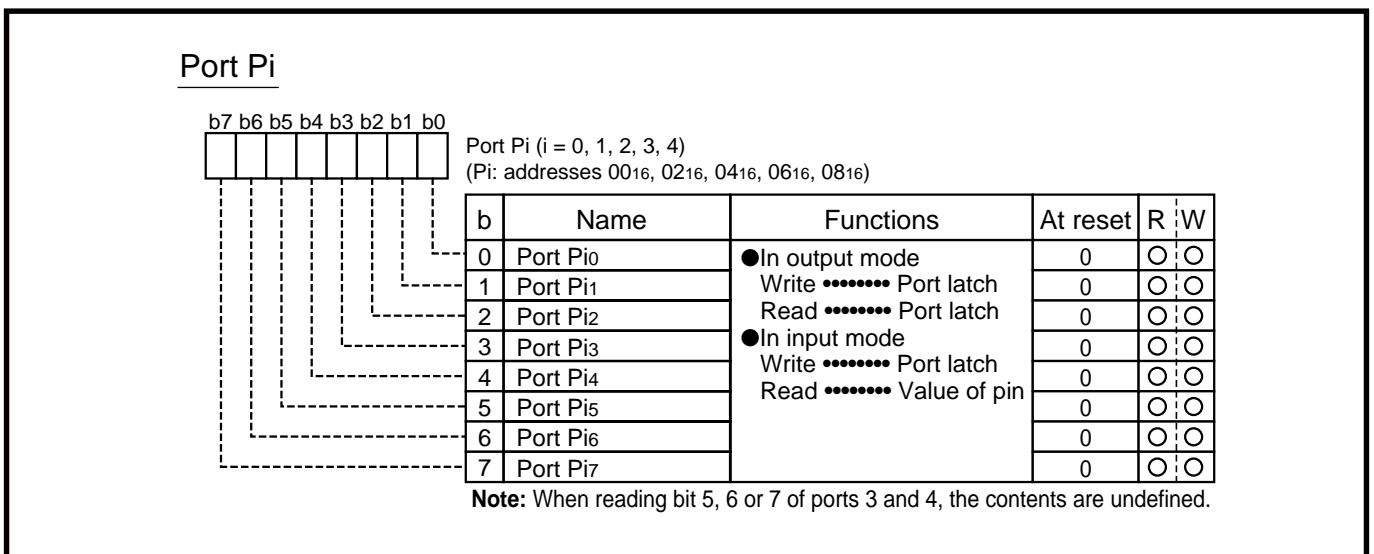 Port Pi
b7 b6 b5 b4 b3 b2 b1 b0
Port Pi (i = 0, 1, 2, 3, 4)
(Pi: addresses 0016, 0216, 0416, 0616, 0816)
b Name Functions At reset R W
0 Port Pi0 ●In output mode 0 O O
1 Port Pi1 Write •••••••• Port latch 0 O O
2 Port Pi2 Read •••••••• Port latch 0 O O
3 Port Pi3 ●In input mode 0 O O
4 Port Pi4 Write •••••••• Port latch 0 O O
5 Port Pi5 Read •••••••• Value of pin 0 O O
6 Port Pi6 0 O O
7 Port Pi7 0 O O
Note: When reading bit 5, 6 or 7 of ports 3 and 4, the contents are undefined.